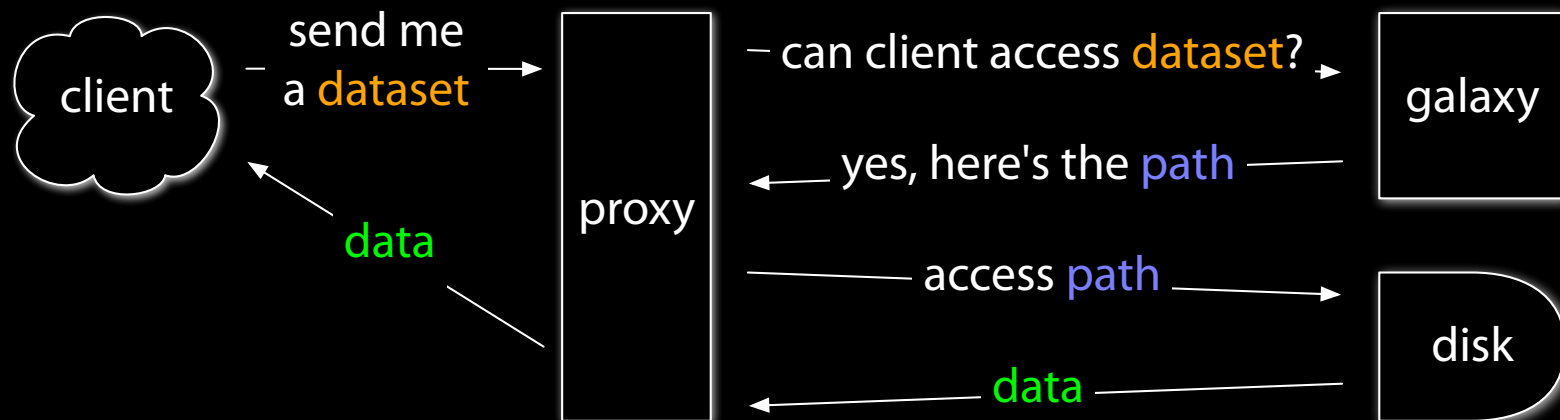 client
send me
a dataset
proxy
can client access dataset?
galaxy
yes, here's the path
data
access path
disk
data